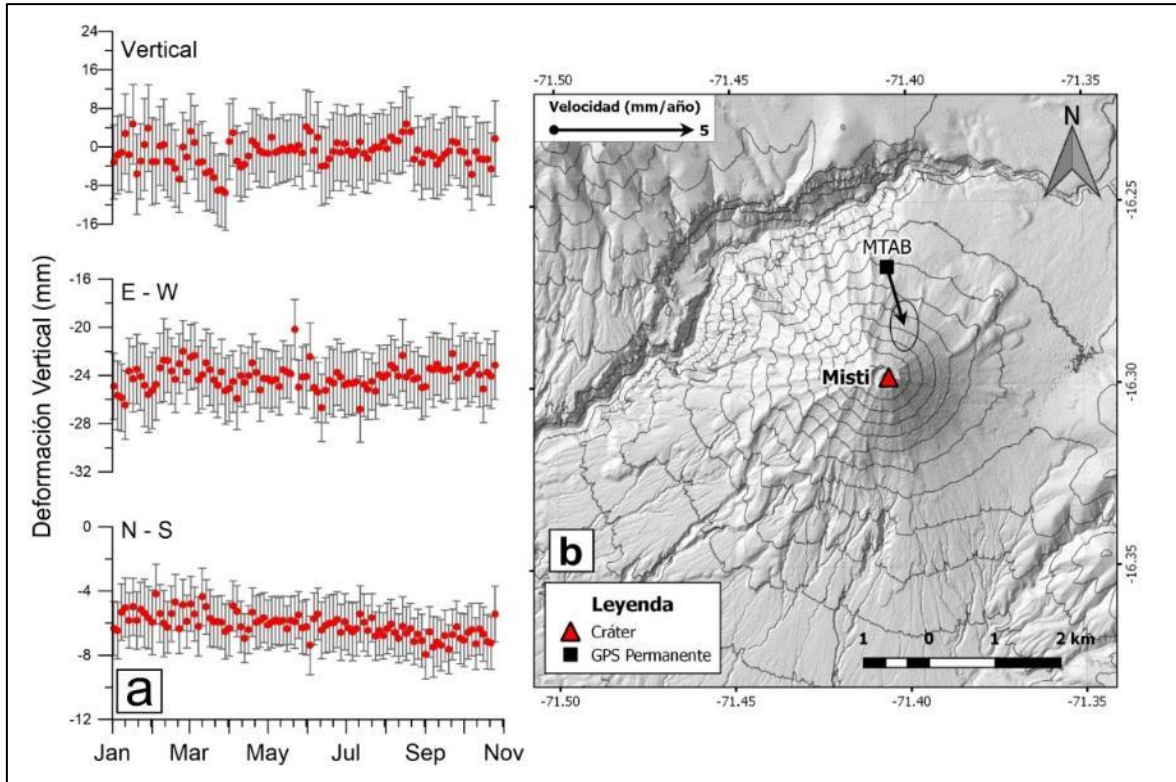 24
Vertical
16
8
0
-8
-16
-16
E - W
-20
-24
-28
-32
0
N - S
-4
-8
-12
Deformación Vertical (mm)
a
Jan
May
Jul
Sep
Nov
-71.50
-71.45
-71.40
-71.35
Velocidad (mm/año)
5
N
-16.25
MTAB
Misti
-16.30
-16.35
b
Leyenda
Cráter
GPS Permanente
1 0 1 2 km
-71.50
-71.45
-71.40
-71.35